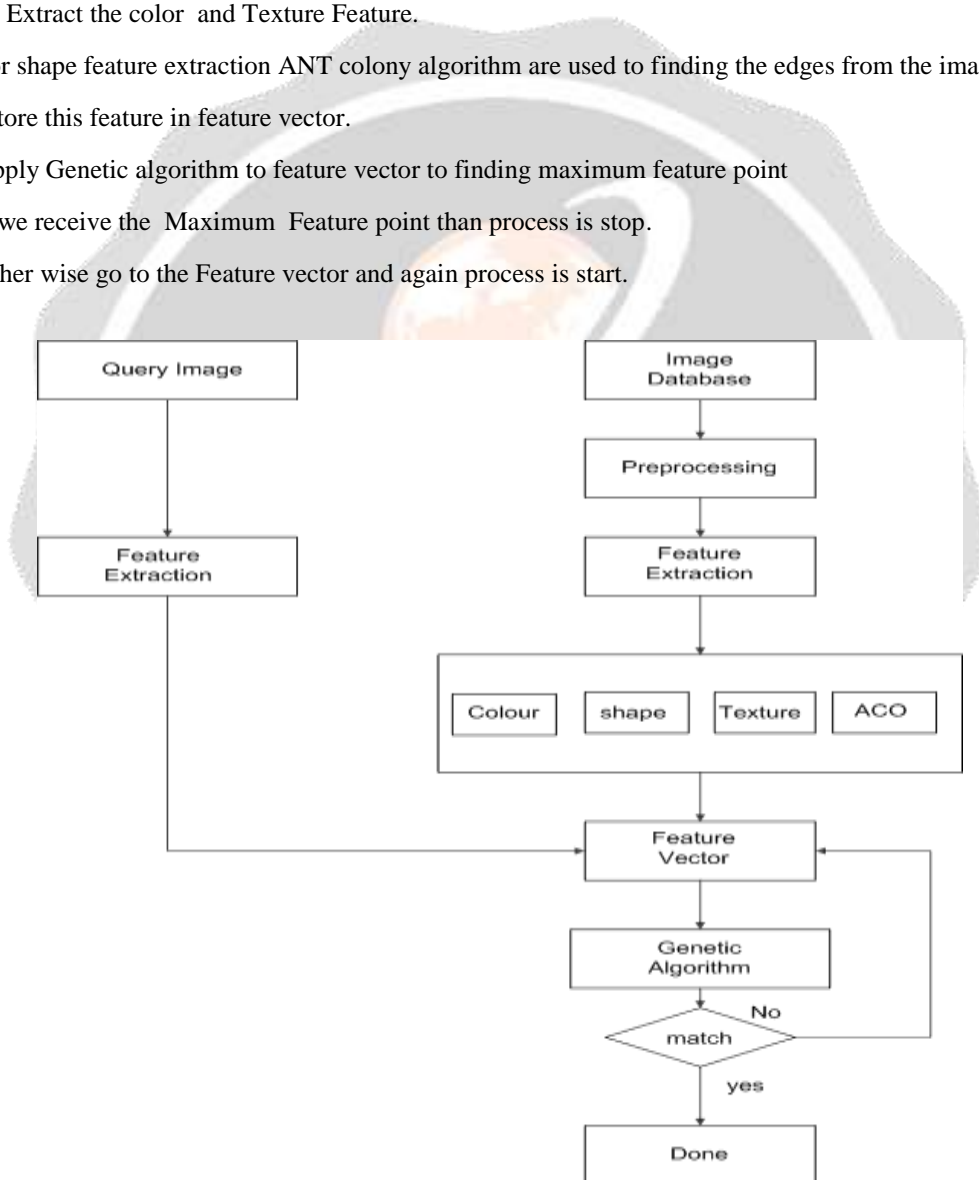 Extract the color and Texture Feature.
shape feature extraction ANT colony algorithm are used to finding the edges from the
this feature in feature vector.
Genetic algorithm to feature vector to finding maximum feature point
we receive the Maximum Feature point than process is stop.
wise go to the Feature vector and again process is start.
Query Image
Image
Database
Preprocessing
Feature
Extraction
Feature
Extraction
Colour
shape
Texture
ACO
Feature
Vector
Genetic
Algorithm
No
match
yes
Done